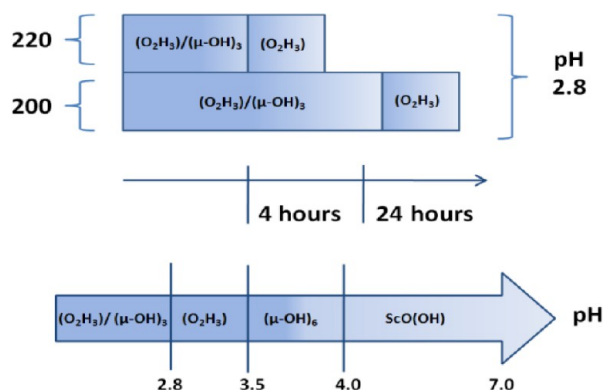 220
(O₂H₃)/(μ-OH)₃ (O₂H₃)
200
(O₂H₃)/(μ-OH)₃ (O₂H₃)
pH
2.8
4 hours 24 hours
(O₂H₃)/ (μ-OH)₃ (O₂H₃) (μ-OH)₆ ScO(OH) pH
2.8 3.5 4.0 7.0